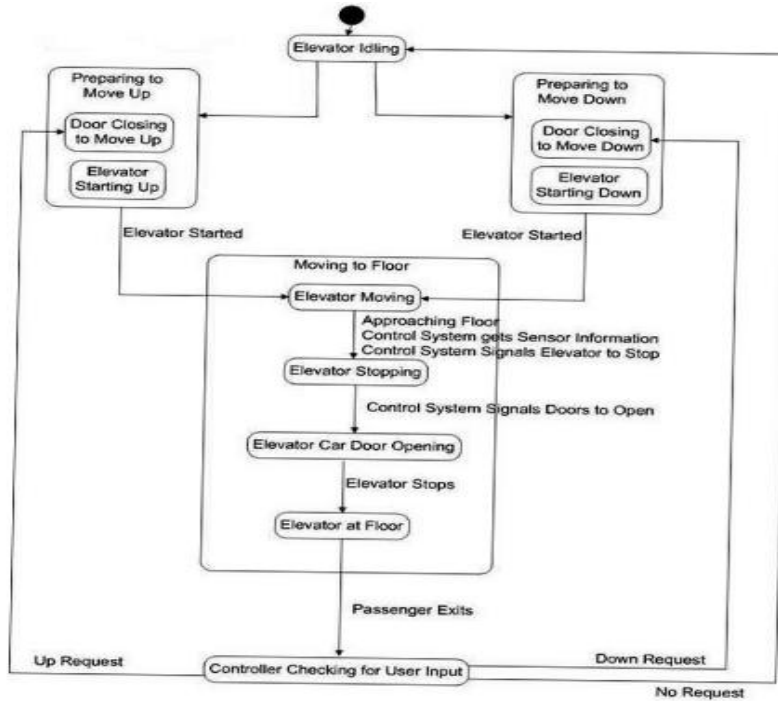 Elevator Idling
Preparing to
Move Up
Door Closing
to Move Up
Elevator
Starting Up
Preparing to
Move Down
Door Closing
to Move Down
Elevator
Starting Down
Elevator Started
Elevator Started
Moving to Floor
Elevator Moving
Approaching Floor
Control System gets Sensor Information
Control System Signals Elevator to Stop
Elevator Stopping
Control System Signals Doors to Open
Elevator Car Door Opening
Elevator Stops
Elevator at Floor
Passenger Exits
Up Request
Controller Checking for User Input
Down Request
No Request